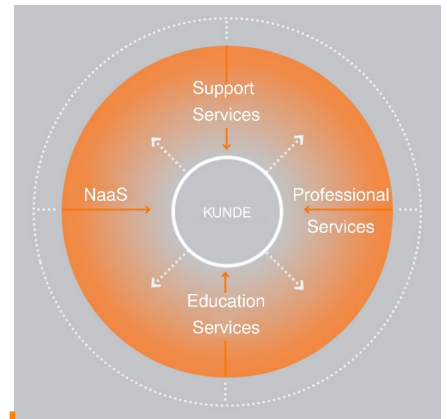 Support
Services
NaaS
KUNDE
Professional
Services
Education
Services